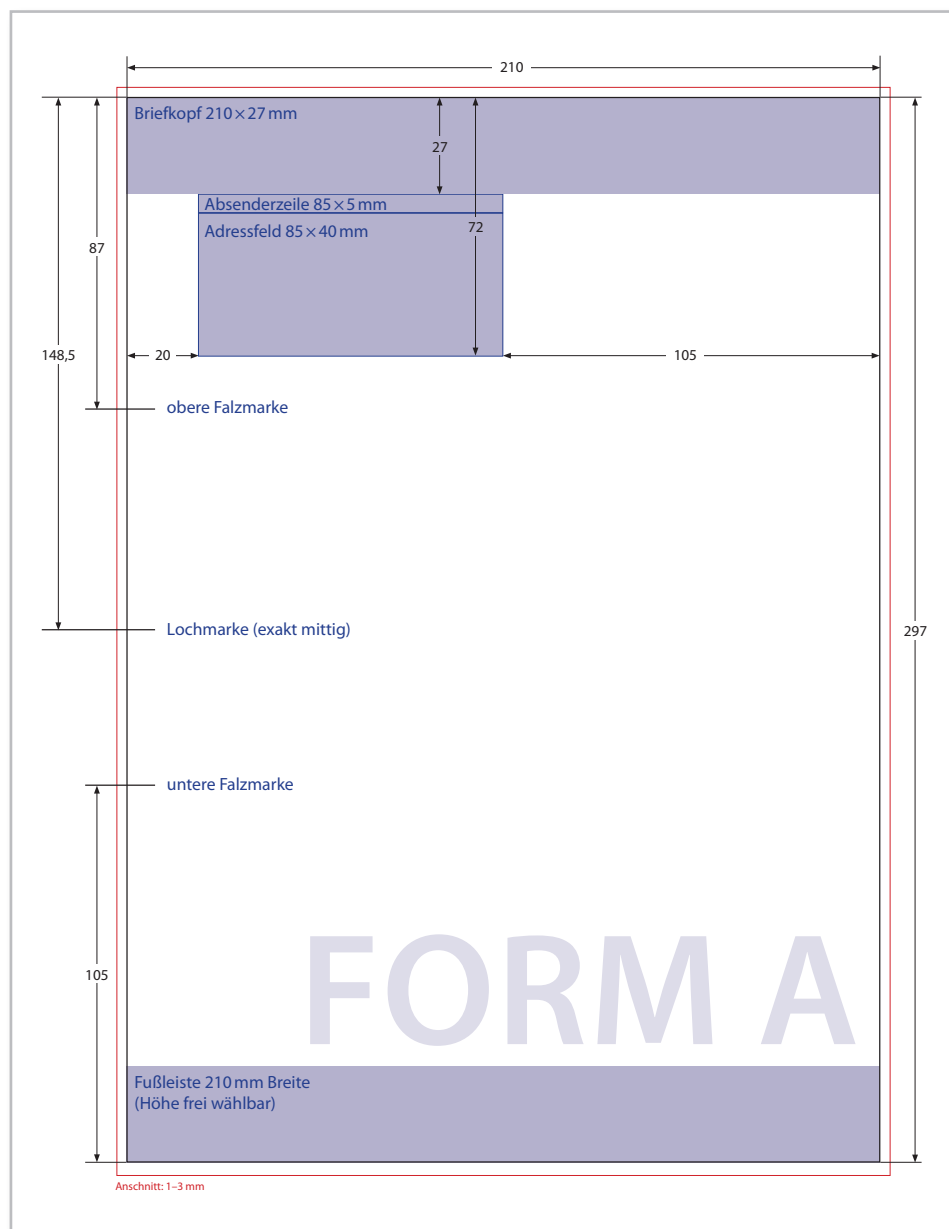 210
Briefkopf 210 × 27 mm
27
Absenderzeile 85 × 5 mm
Adressfeld 85 × 40 mm
72
87
148,5
20
105
obere Falzmarke
Lochmarke (exakt mittig)
297
untere Falzmarke
105
FORM A
Fußleiste 210 mm Breite
(Höhe frei wählbar)
Anschnitt: 1–3 mm